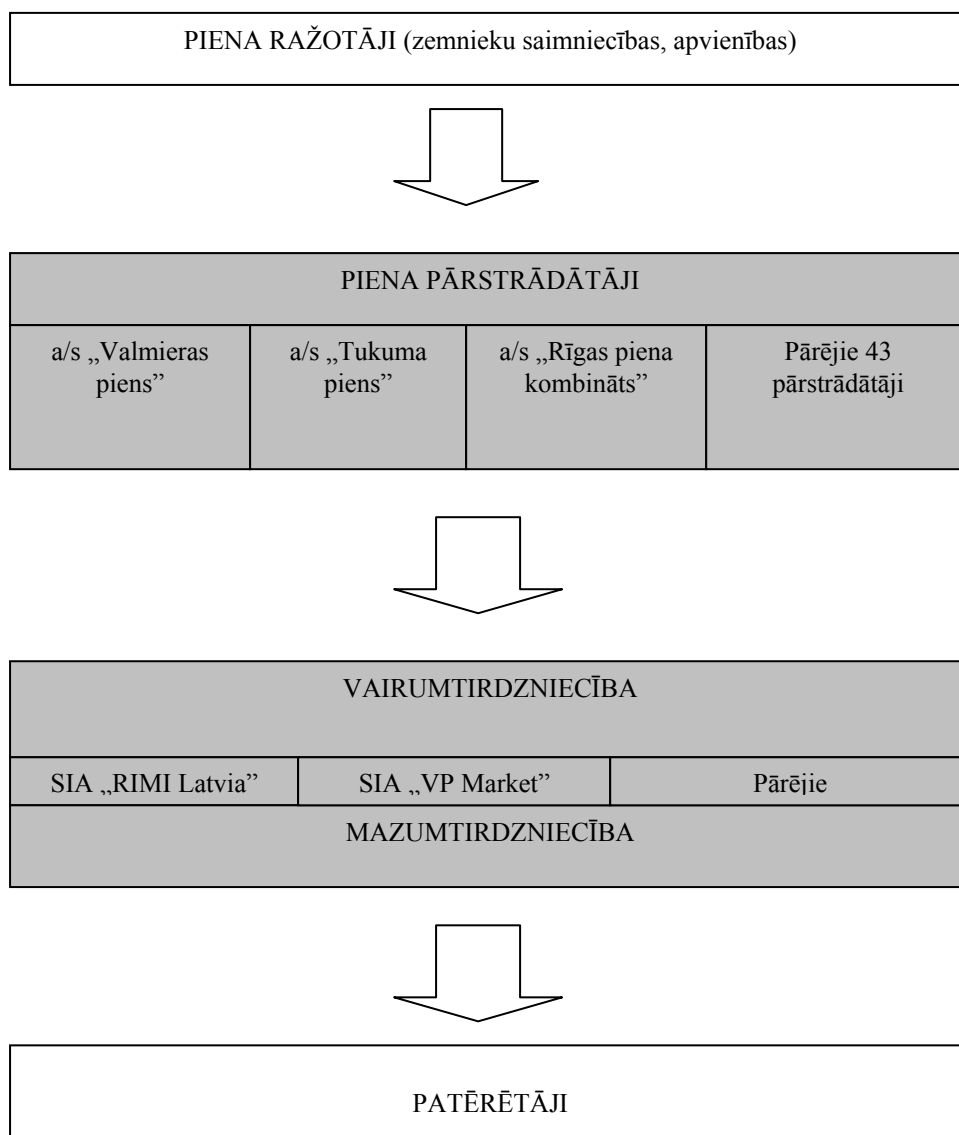 PIENA RAŽOTĀJI (zemnieku saimniecības, apvienības)
PIENA PĀRSTRĀDĀTĀJI
a/s „Valmieras
piens”
a/s „Tukuma
piens”
a/s „Rīgas piena
kombināts”
Pārējie 43
pārstrādātāji
VAIRUMTIRDZNIECĪBA
SIA „RIMI Latvia”
SIA „VP Market”
Pārējie
MAZUMTIRDZNIECĪBA
PATĒRĒTĀJI